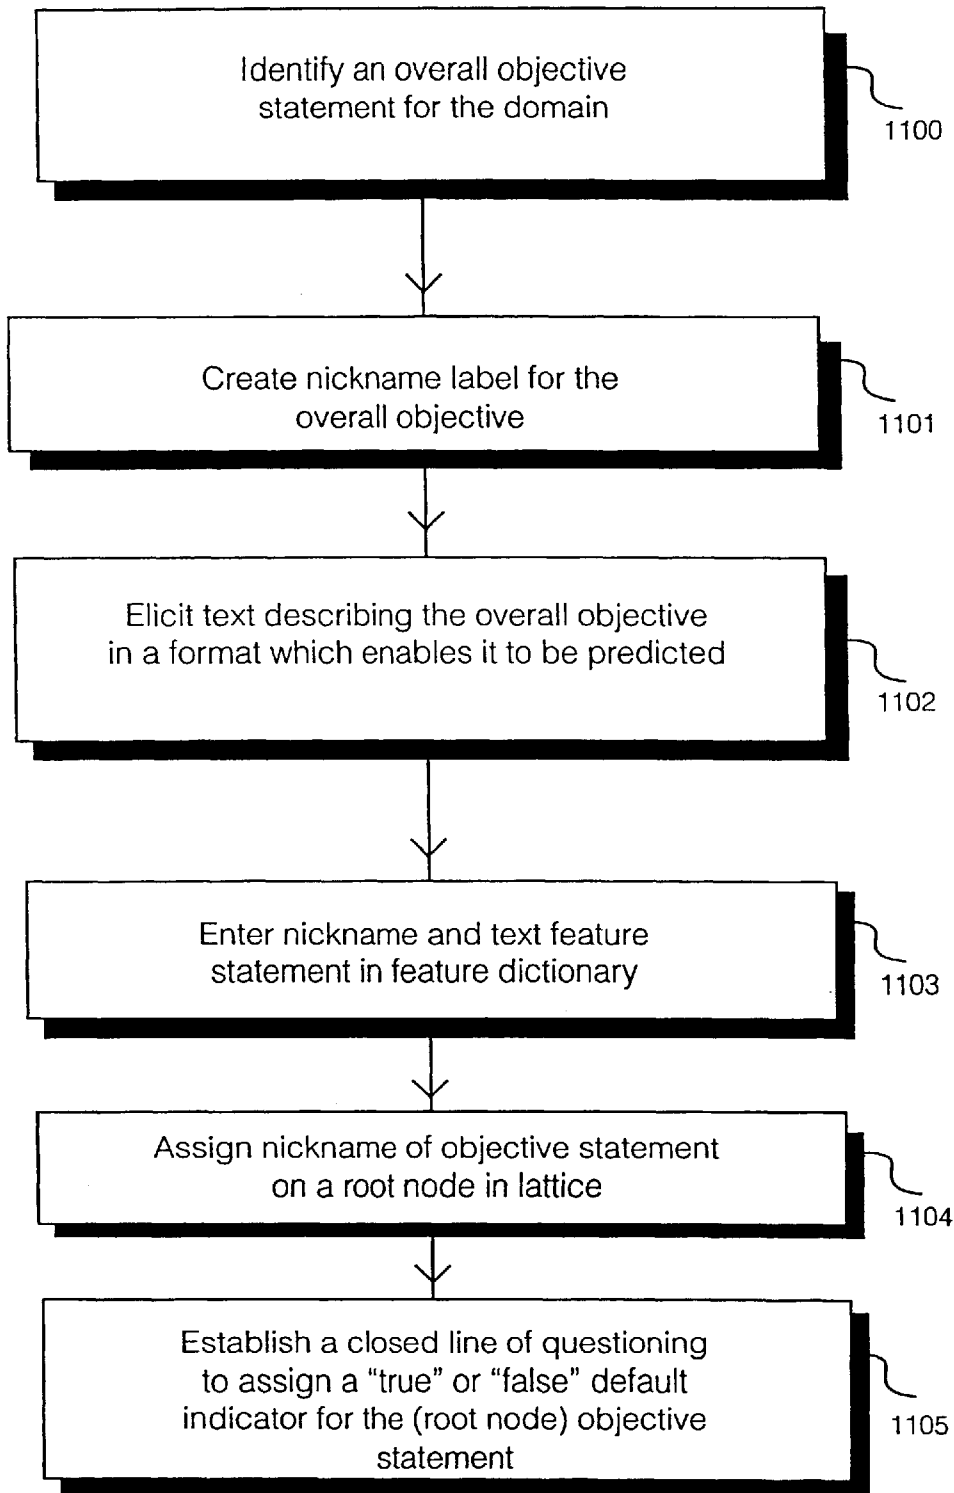 Identify an overall objective
statement for the domain
1100
Create nickname label for the
overall objective
1101
Elicit text describing the overall objective
in a format which enables it to be predicted
1102
Enter nickname and text feature
statement in feature dictionary
1103
Assign nickname of objective statement
on a root node in lattice
1104
Establish a closed line of questioning
to assign a “true” or “false” default
indicator for the (root node) objective
statement
1105